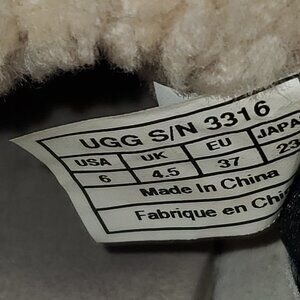 UGG S/N 3316
USA UK EU JAPA
6 4.5 37 23
Made In China
Fabrique en Chi